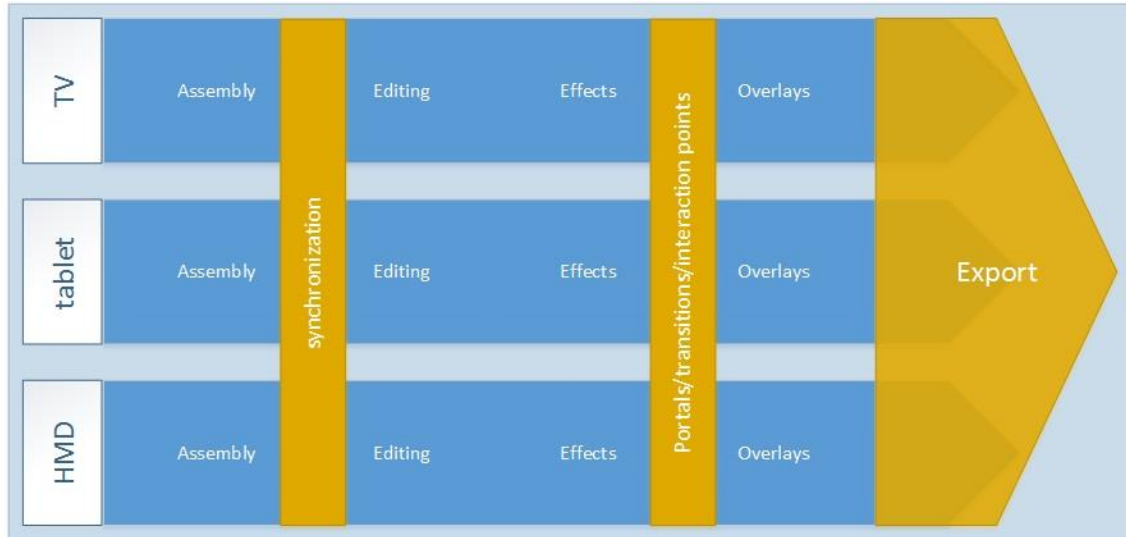 TV
Assembly
Editing
Effects
Overlays
synchronization
Portals/transitions/interaction points
tablet
Assembly
Editing
Effects
Overlays
Export
HMD
Assembly
Editing
Effects
Overlays